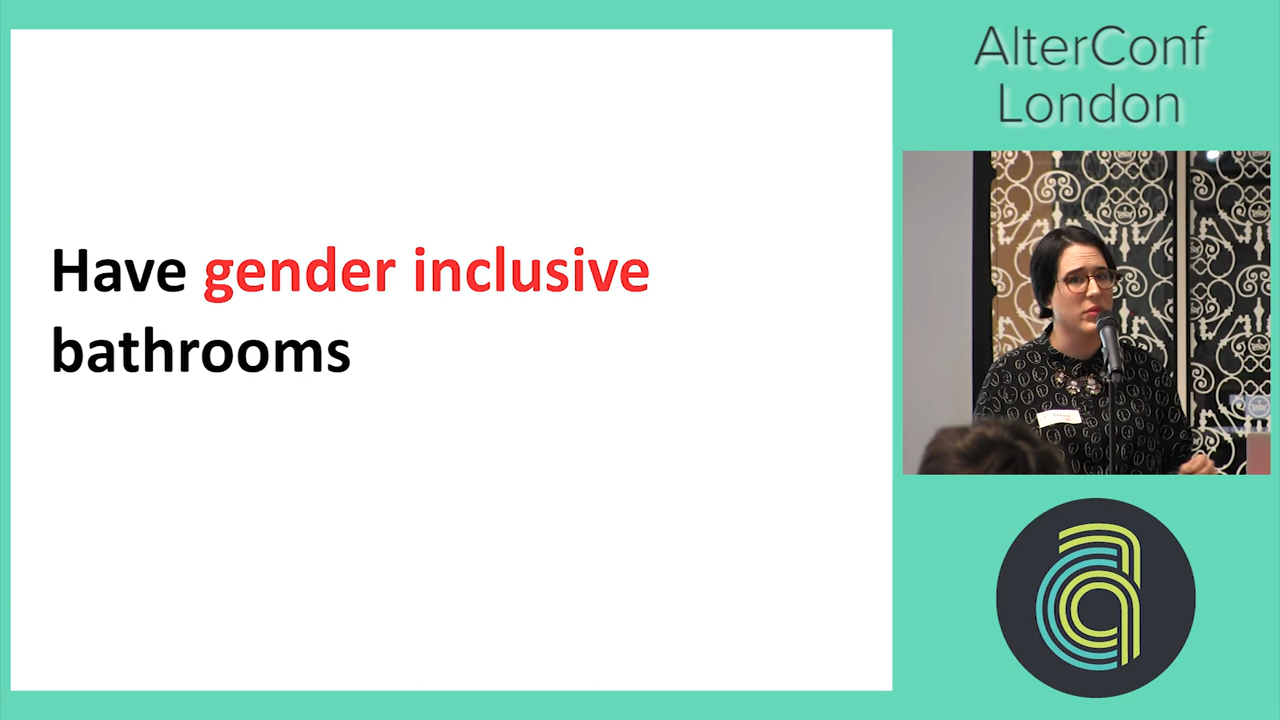 Have gender inclusive
bathrooms
AlterConf
London